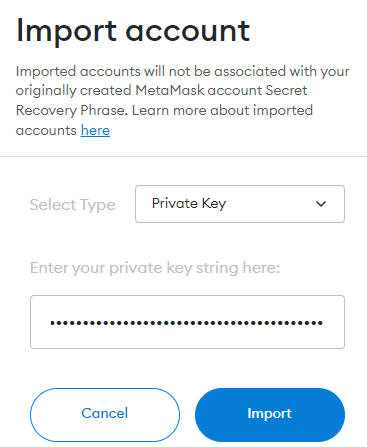 Import account
Imported accounts will not be associated with your
originally created MetaMask account Secret
Recovery Phrase. Learn more about imported
accounts here
Select Type
Private Key
Enter your private key string here:
••••••••••••••••••••••••••••••••••••••••••
Cancel
Import